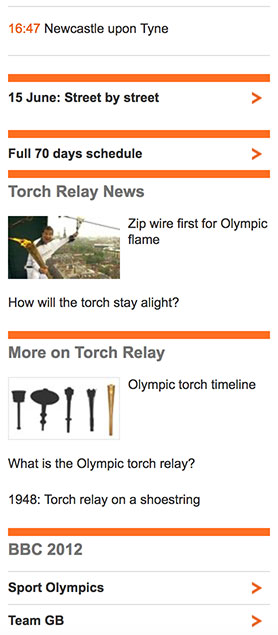 16:47 Newcastle upon Tyne
15 June: Street by street
Full 70 days schedule
Torch Relay News
Zip wire first for Olympic
flame
How will the torch stay alight?
More on Torch Relay
Olympic torch timeline
What is the Olympic torch relay?
1948: Torch relay on a shoestring
BBC 2012
Sport Olympics
Team GB